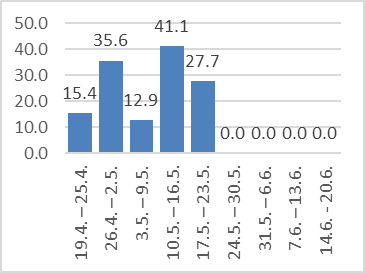 50.0
40.0
30.0
20.0
10.0
0.0
15.4
35.6
12.9
41.1
27.7
0.0
0.0
0.0
0.0
19.4. – 25.4.
26.4. – 2.5.
3.5. – 9.5.
10.5. – 16.5.
17.5. – 23.5.
24.5. – 30.5.
31.5. – 6.6.
7.6. – 13.6.
14.6. - 20.6.